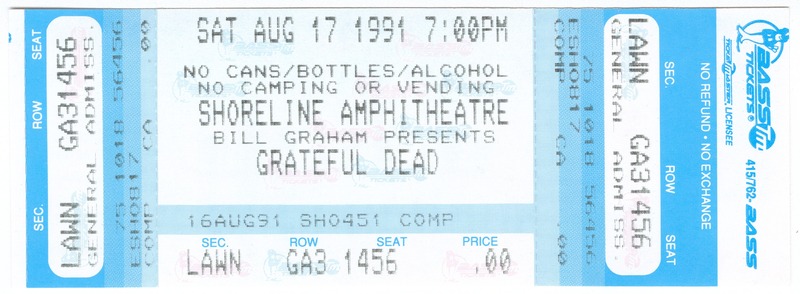 SEAT
ROW
SEC.
GA31456
LAWN
GENERAL ADMISS.
75 1018 56456
ESH0817 CA
.00
SAT AUG 17 1991 7:00PM
NO CANS/BOTTLES/ALCOHOL
NO CAMPING OR VENDING
SHORELINE AMPHITHEATRE
BILL GRAHAM PRESENTS
GRATEFUL DEAD
16AUG91 SH0451 COMP
SEC. ROW SEAT PRICE
LAWN GA3 1456 .00
ESH0817 CA
COMP
75 1018 56456
.00
LAWN
GENERAL ADMISS.
GA31456
SEC.
ROW
SEAT
NO REFUND • NO EXCHANGE
TICKETMASTER LICENSEE
BASS TM
TICKETS®
415/762-BASS